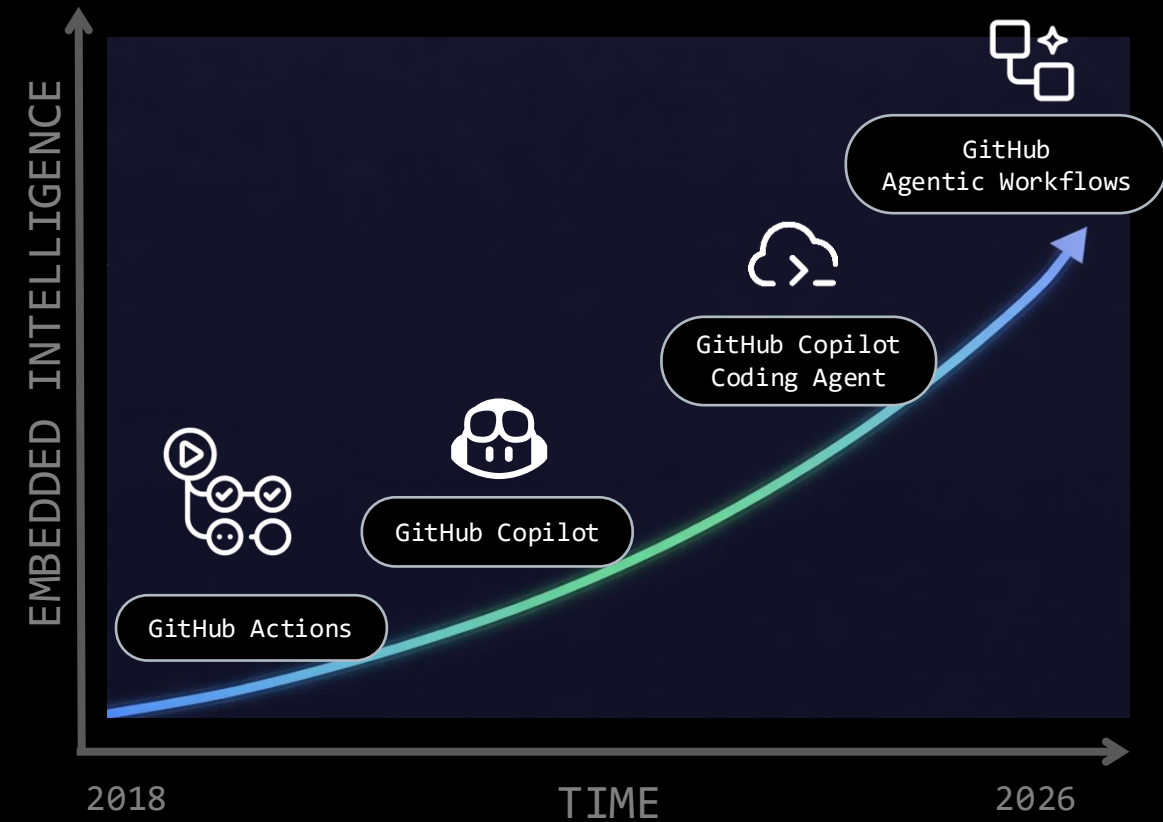 EMBEDDED INTELLIGENCE
GitHub
Agentic Workflows
GitHub Copilot
Coding Agent
GitHub Copilot
GitHub Actions
2018
TIME
2026